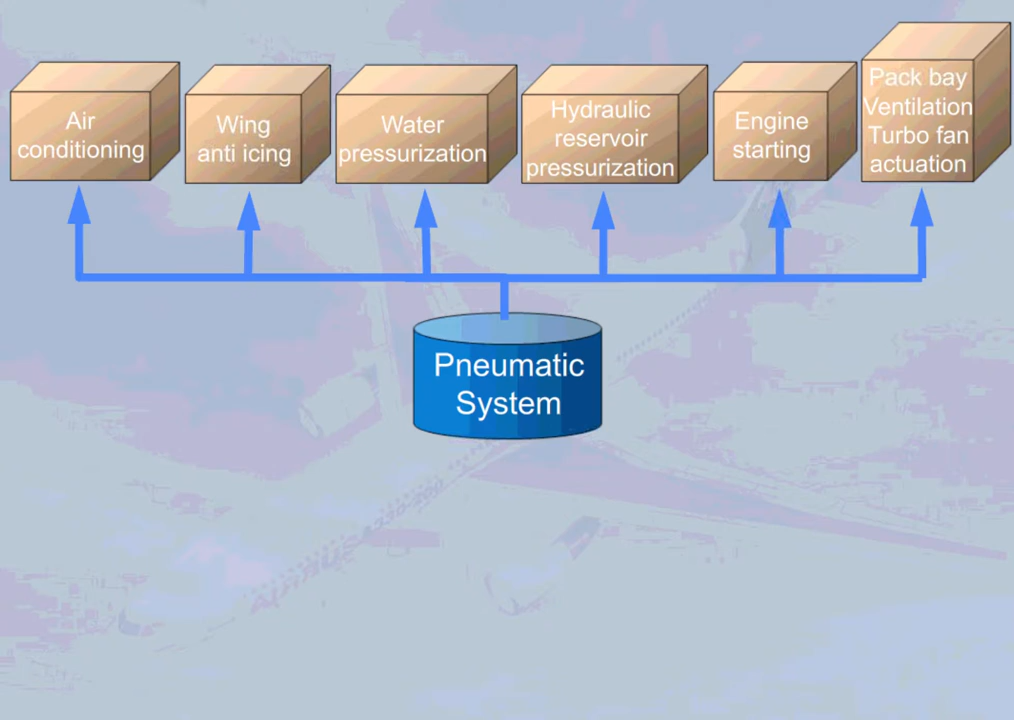 Air
conditioning
Wing
anti icing
Water
pressurization
Hydraulic
reservoir
pressurization
Engine
starting
Pack bay
Ventilation
Turbo fan
actuation
Pneumatic
System